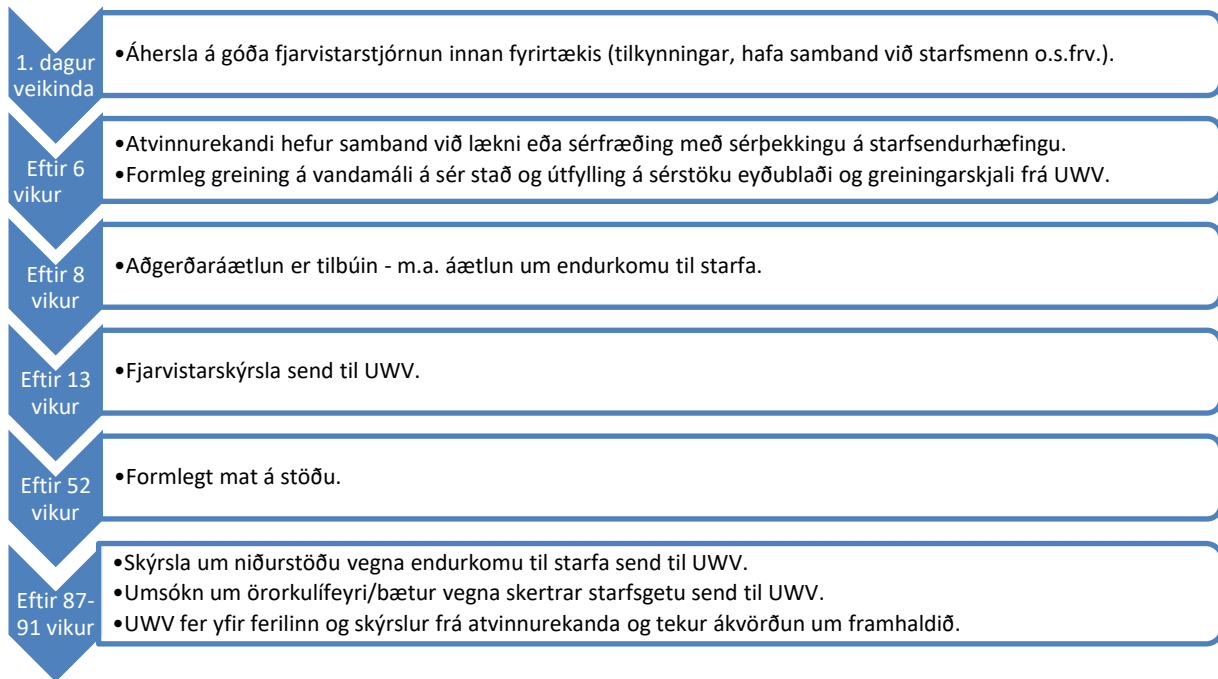 1. dagur
veikinda
•Áhersla á góða fjarvistarstjórnun innan fyrirtækis (tilkynningar, hafa samband við starfsmenn o.s.frv.).
Eftir 6
vikur
•Atvinnurekandi hefur samband við lækni eða sérfræðing með sérþekkingu á starfsendurhæfingu.
•Formleg greining á vandamáli á sér stað og útfylling á sérstöku eyðublaði og greiningarskjali frá UWV.
Eftir 8
vikur
•Aðgerðaráætlun er tilbúin - m.a. áætlun um endurkomu til starfa.
Eftir 13
vikur
•Fjarvistarskýrsla send til UWV.
Eftir 52
vikur
•Formlegt mat á stöðu.
Eftir 87-
91 vikur
•Skýrsla um niðurstöðu vegna endurkomu til starfa send til UWV.
•Umsókn um örorkulífeyri/bætur vegna skertrar starfsgetu send til UWV.
•UWV fer yfir ferilinn og skýrslur frá atvinnurekanda og tekur ákvörðun um framhaldið.